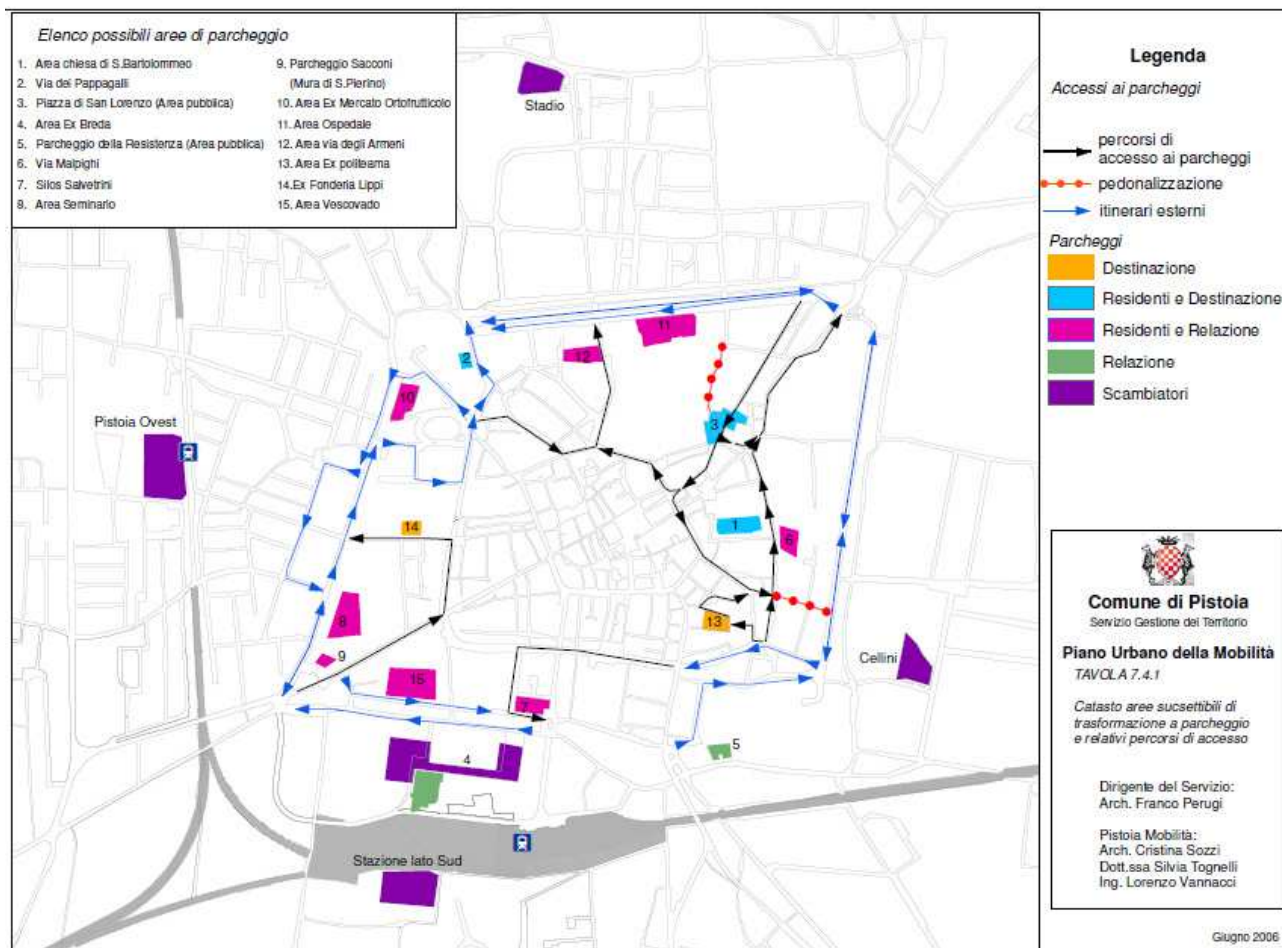 Elenco possibili aree di parcheggio
1. Area chiesa di S.Bartolommeo
2. Via dei Pappagalli
3. Piazza di San Lorenzo (Area pubblica)
4. Area Ex Breda
5. Parcheggio della Resistenza (Area pubblica)
6. Via Malpighi
7. Silos Salvetrini
8. Area Seminario
9. Parcheggio Sacconi
(Mura di S.Pierino)
10. Area Ex Mercato Ortofrutticolo
11. Area Ospedale
12. Area via degli Armeni
13. Area Ex politeama
14.Ex Fonderia Lippi
15. Area Vescovado
Stadio
11
2
12
10
3
Pistoia Ovest
14
1
6
8
13
9
Cellini
15
7
5
4
Stazione lato Sud
Legenda
Accessi ai parcheggi
percorsi di
accesso ai parcheggi
pedonalizzazione
itinerari esterni
Parcheggi
Destinazione
Residenti e Destinazione
Residenti e Relazione
Relazione
Scambiatori
Comune di Pistoia
Servizio Gestione del Territorio
Piano Urbano della Mobilità
TAVOLA 7.4.1
Catasto aree sucsettibili di
trasformazione a parcheggio
e relativi percorsi di accesso
Dirigente del Servizio:
Arch. Franco Perugi
Pistoia Mobilità:
Arch. Cristina Sozzi
Dott.ssa Silvia Tognelli
Ing. Lorenzo Vannacci
Giugno 2006